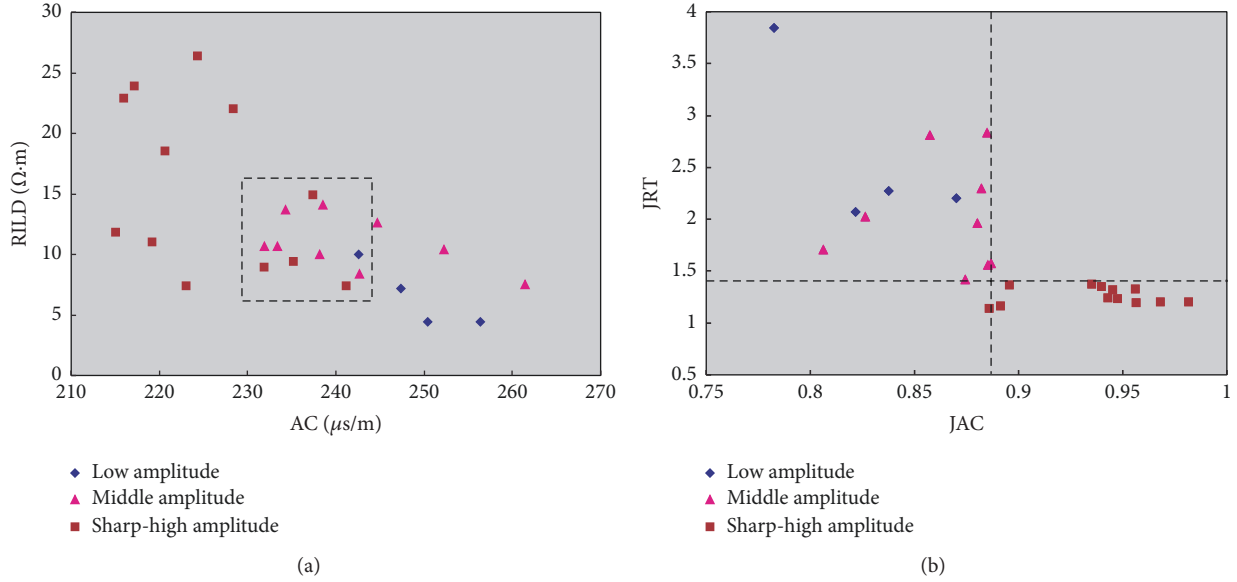 30
25
20
15
10
5
0
RILD (Ω·m)
210 220 230 240 250 260 270
AC (μs/m)
Low amplitude
Middle amplitude
Sharp-high amplitude
(a)
4
3.5
3
2.5
2
1.5
1
0.5
JRT
0.75 0.8 0.85 0.9 0.95 1
JAC
Low amplitude
Middle amplitude
Sharp-high amplitude
(b)